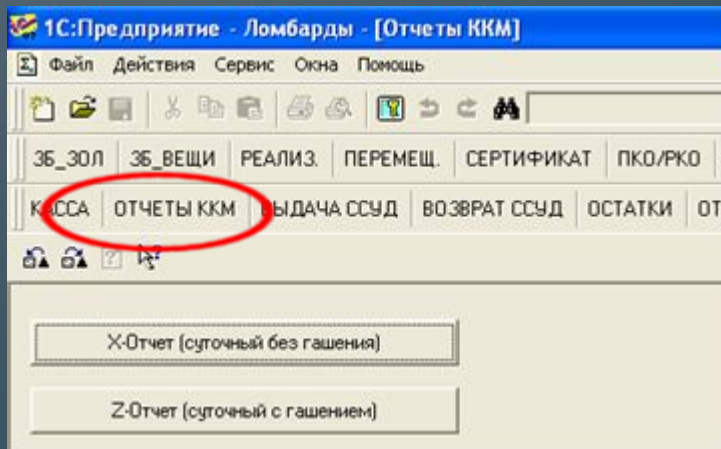 1С:Предприятие - Ломбарды - [Отчеты ККМ]
Файл Действия Сервис Окна Помощь
ЗБ_ЗОЛ ЗБ_ВЕЩИ РЕАЛИЗ. ПЕРЕМЕЩ. СЕРТИФИКАТ ПКО/РКО
КАССА ОТЧЕТЫ ККМ ВЫДАЧА ССУД ВОЗВРАТ ССУД ОСТАТКИ ОТ
X-Отчет (суточный без гашения)
Z-Отчет (суточный с гашением)